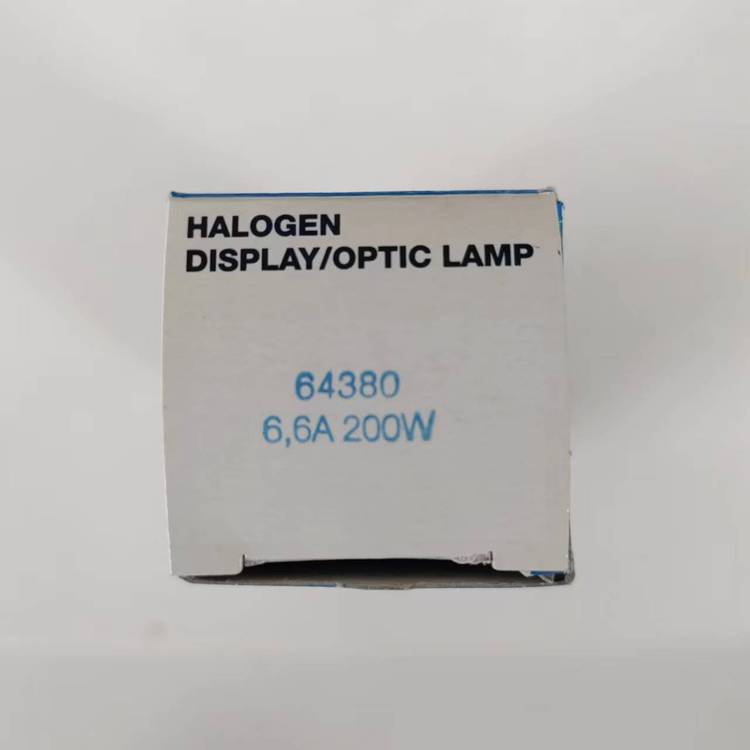 HALOGEN
DISPLAY/OPTIC LAMP
64380
6,6A 200W